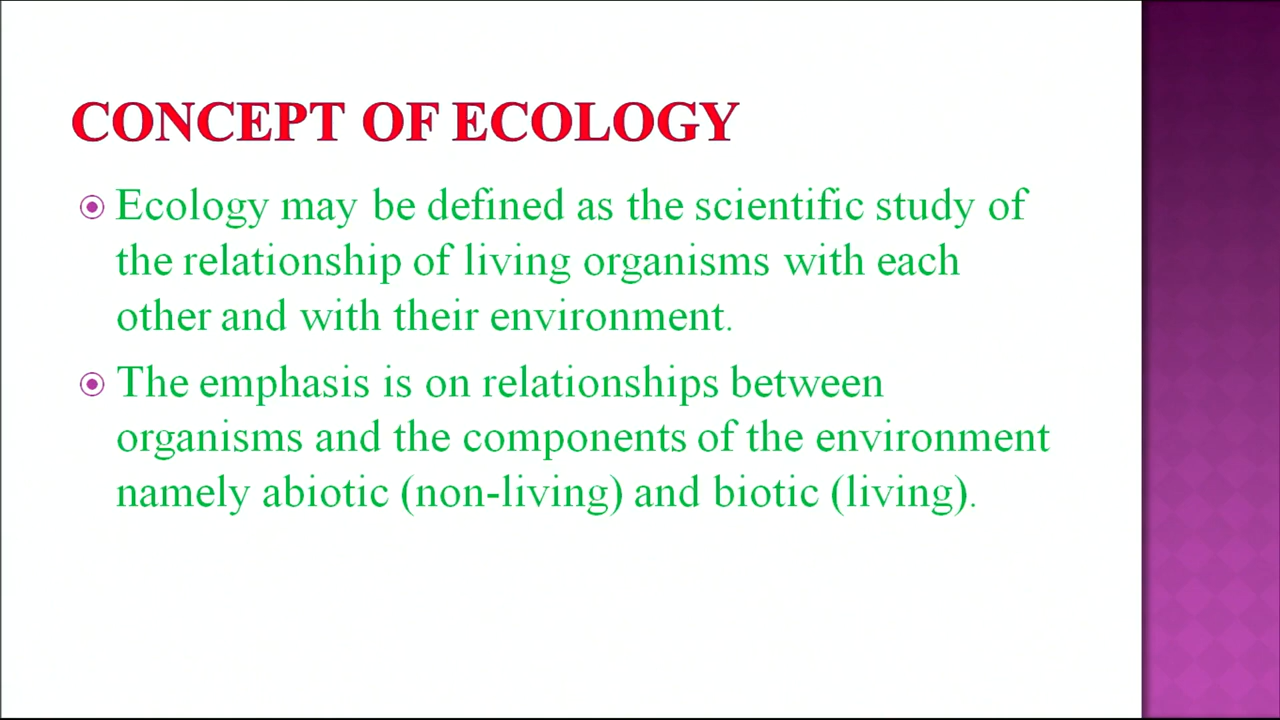 CONCEPT OF ECOLOGY
Ecology may be defined as the scientific study of
the relationship of living organisms with each
other and with their environment.
The emphasis is on relationships between
organisms and the components of the environment
namely abiotic (non-living) and biotic (living).